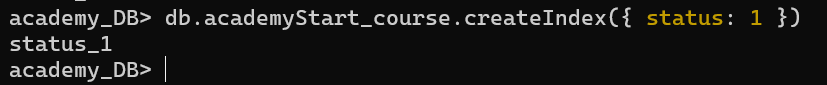 academy_DB> db.academyStart_course.createIndex({ status: 1 })
status_1
academy_DB>